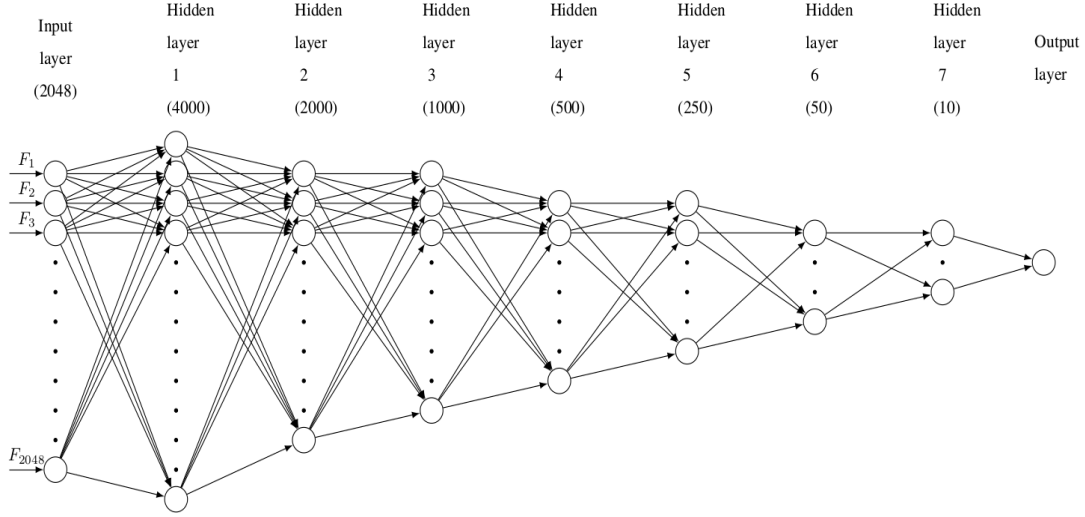 Input
layer
(2048)
Hidden
layer
1
(4000)
Hidden
layer
2
(2000)
Hidden
layer
3
(1000)
Hidden
layer
4
(500)
Hidden
layer
5
(250)
Hidden
layer
6
(50)
Hidden
layer
7
(10)
Output
layer
F₁
F₂
F₃
F₂₀₄₈